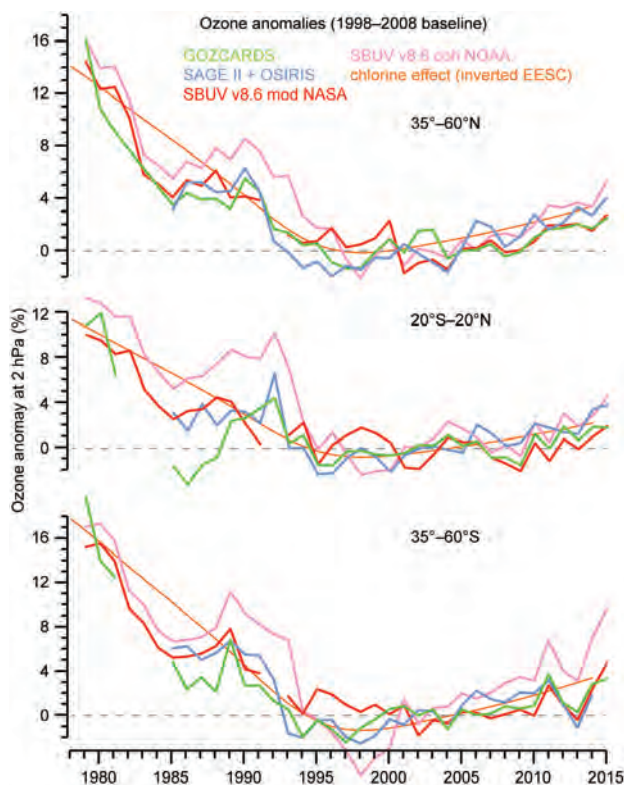 Ozone anomalies (1998–2008 baseline)
GOZCARDS
SBUV v8.6 coh NOAA
SAGE II + OSIRIS
chlorine effect (inverted EESC)
SBUV v8.6 mod NASA
35°–60°N
16
12
8
4
0
20°S–20°N
12
8
4
0
35°–60°S
16
12
8
4
0
Ozone anomay at 2 hPa (%)
1980 1985 1990 1995 2000 2005 2010 2015